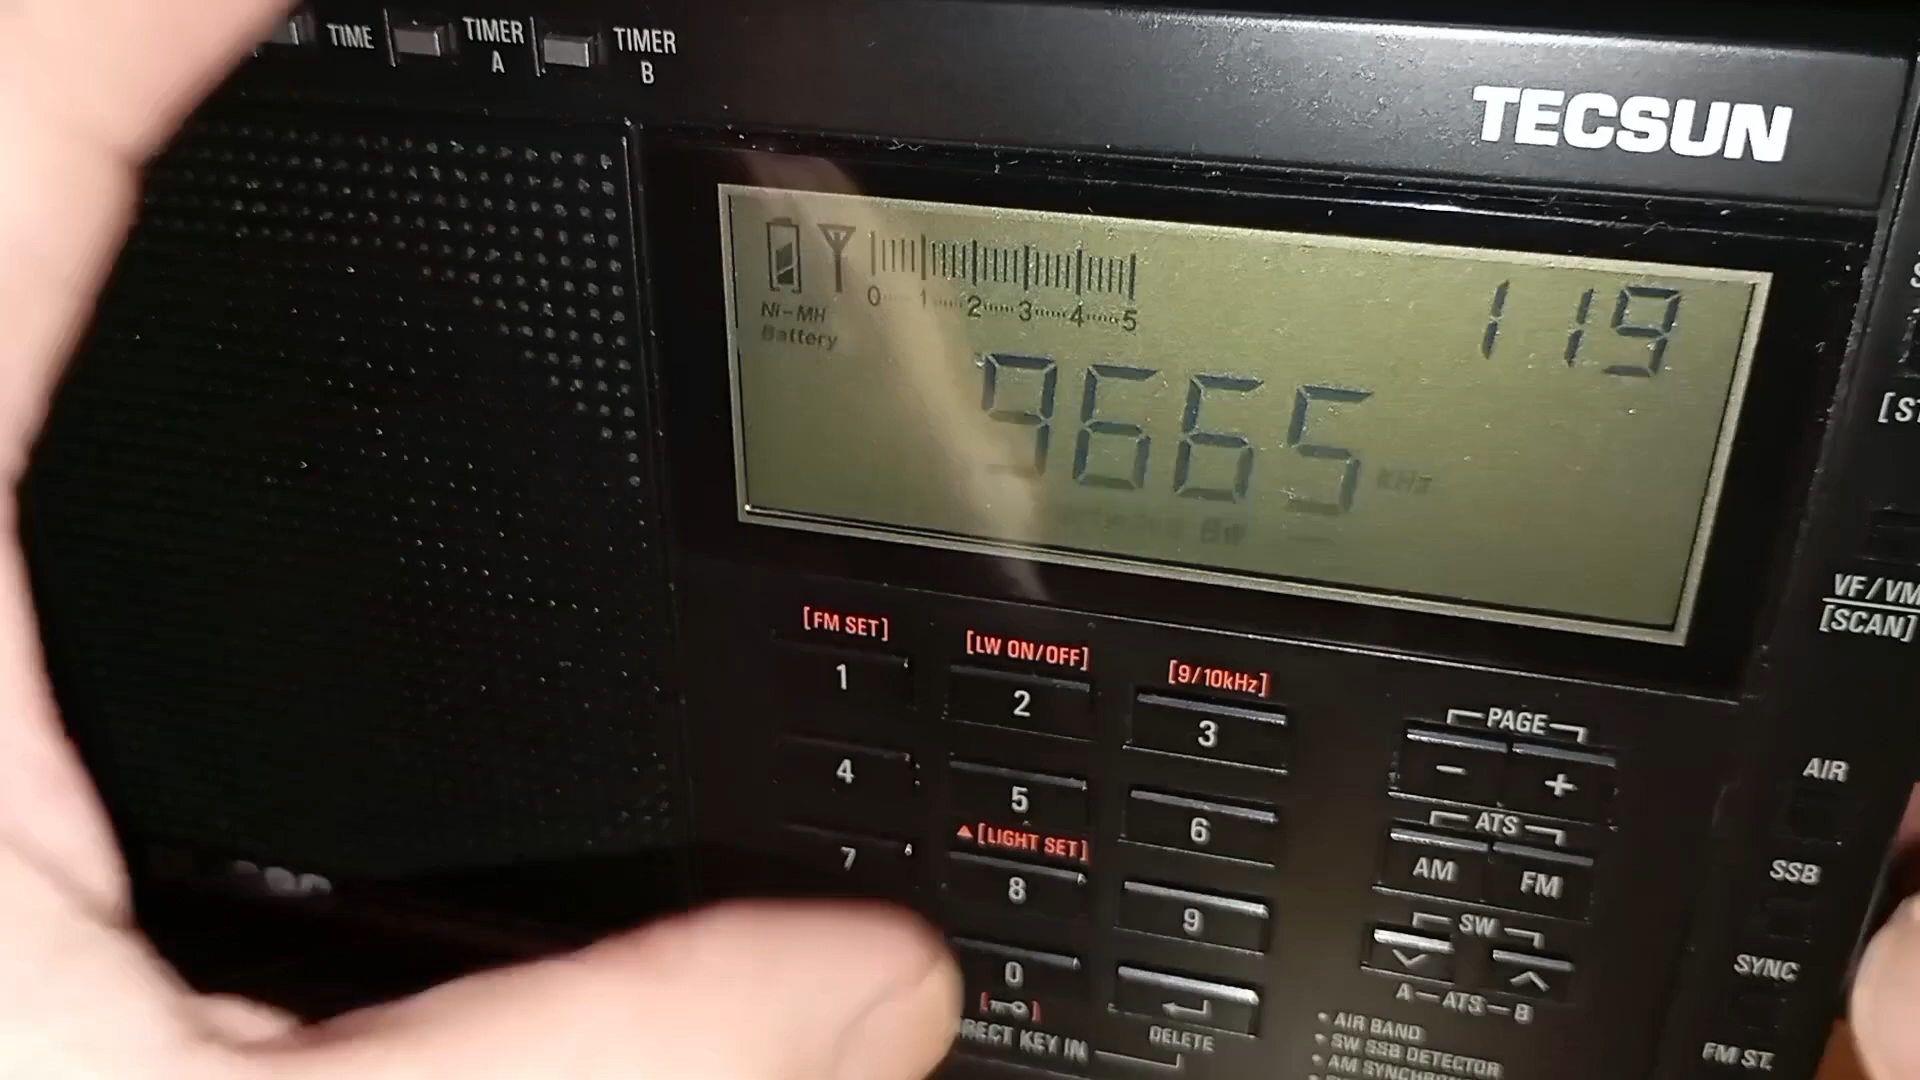 TIME
TIMER A
TIMER B
TECSUN
0 1 2 3 4 5
Ni-MH
Battery
119
9665 kHz
[FM SET]
[LW ON/OFF]
[9/10kHz]
1
2
3
PAGE
- +
4
5
6
ATS
AM FM
▲[LIGHT SET]
7
8
9
SW
A-ATS-B
0
DELETE
RECT KEY IN
• AIR BAND
• SW SSB DETECTOR
• AM SYNCHRO
[ST
VF/VM
[SCAN]
AIR
SSB
SYNC
FM ST.